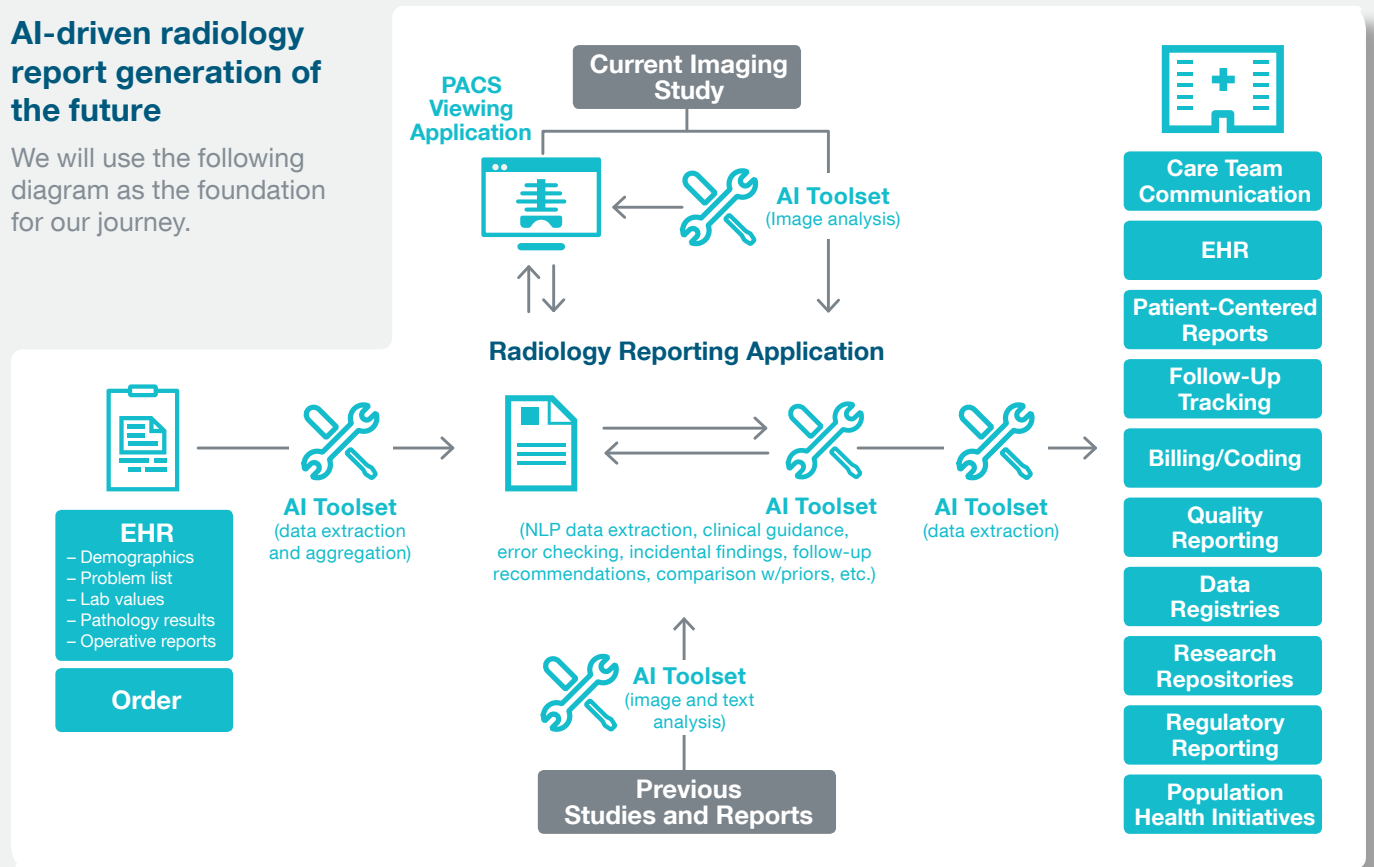 AI-driven radiology
report generation of
the future
We will use the following
diagram as the foundation
for our journey.
PACS
Viewing
Application
Current Imaging
Study
AI Toolset
(Image analysis)
Radiology Reporting Application
EHR
– Demographics
– Problem list
– Lab values
– Pathology results
– Operative reports
Order
AI Toolset
(data extraction
and aggregation)
AI Toolset
(NLP data extraction, clinical guidance,
error checking, incidental findings, follow-up
recommendations, comparison w/priors, etc.)
AI Toolset
(data extraction)
AI Toolset
(image and text
analysis)
Previous
Studies and Reports
Care Team
Communication
EHR
Patient-Centered
Reports
Follow-Up
Tracking
Billing/Coding
Quality
Reporting
Data
Registries
Research
Repositories
Regulatory
Reporting
Population
Health Initiatives